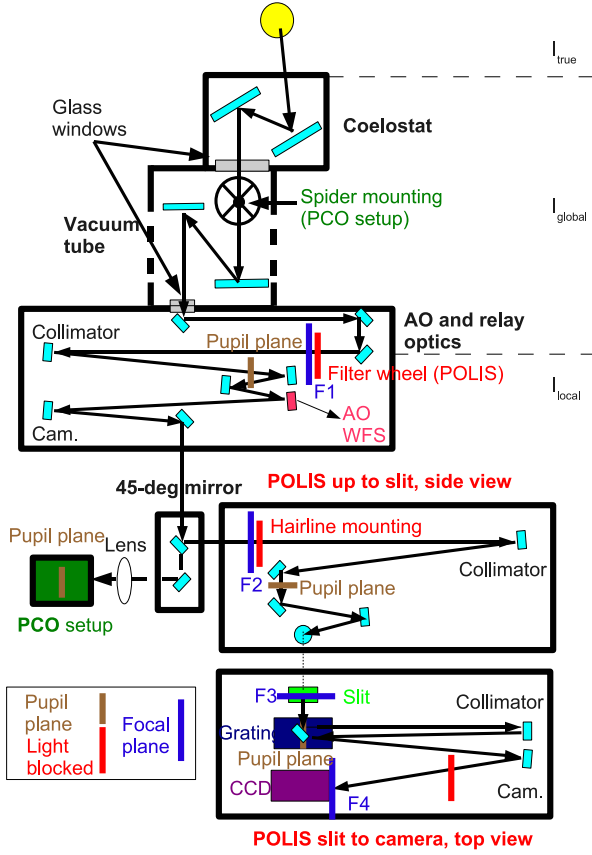 I_true
Glass
windows
Coelostat
Spider mounting
(PCO setup)
I_global
Vacuum
tube
AO and relay
optics
Collimator
Pupil plane
Filter wheel (POLIS)
F1
I_local
AO
WFS
Cam.
45-deg mirror
POLIS up to slit, side view
Hairline mounting
Pupil plane
Lens
F2
Pupil plane
Collimator
PCO setup
F3
Slit
Collimator
Grating
Pupil plane
CCD
F4
Cam.
Pupil
plane
Light
blocked
Focal
plane
POLIS slit to camera, top view